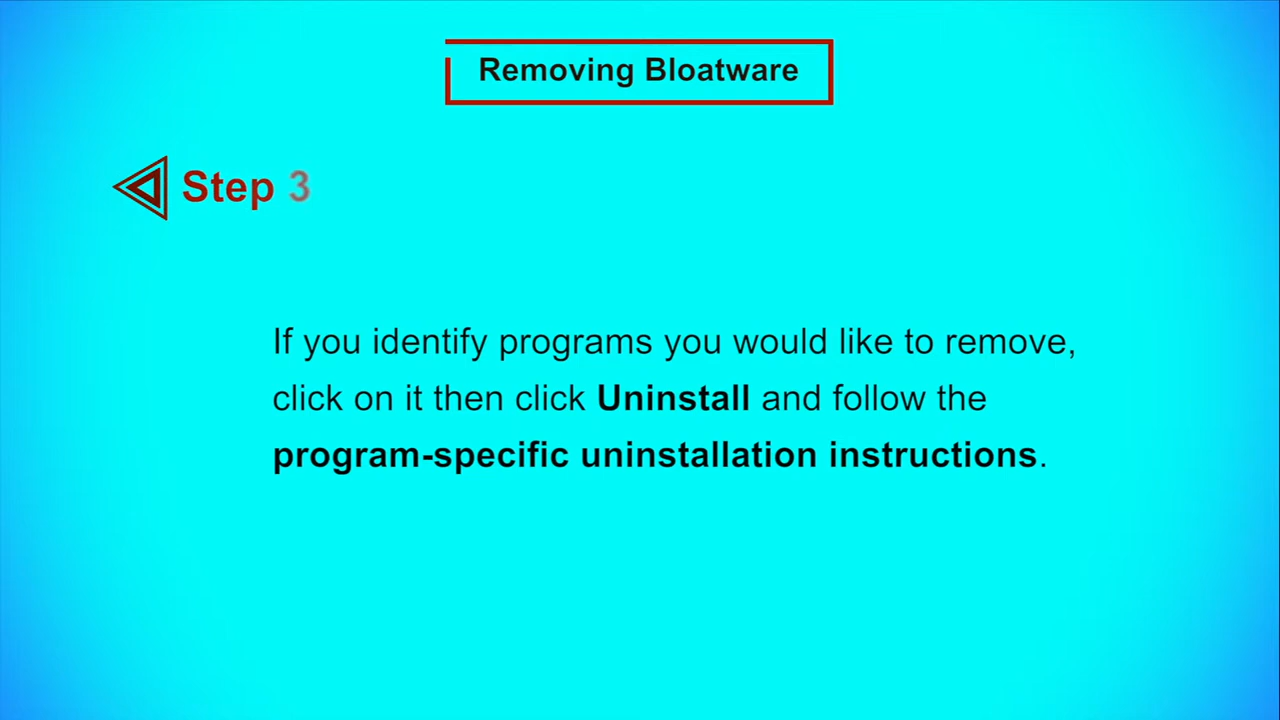 Removing Bloatware
Step 3
If you identify programs you would like to remove,
click on it then click Uninstall and follow the
program-specific uninstallation instructions.